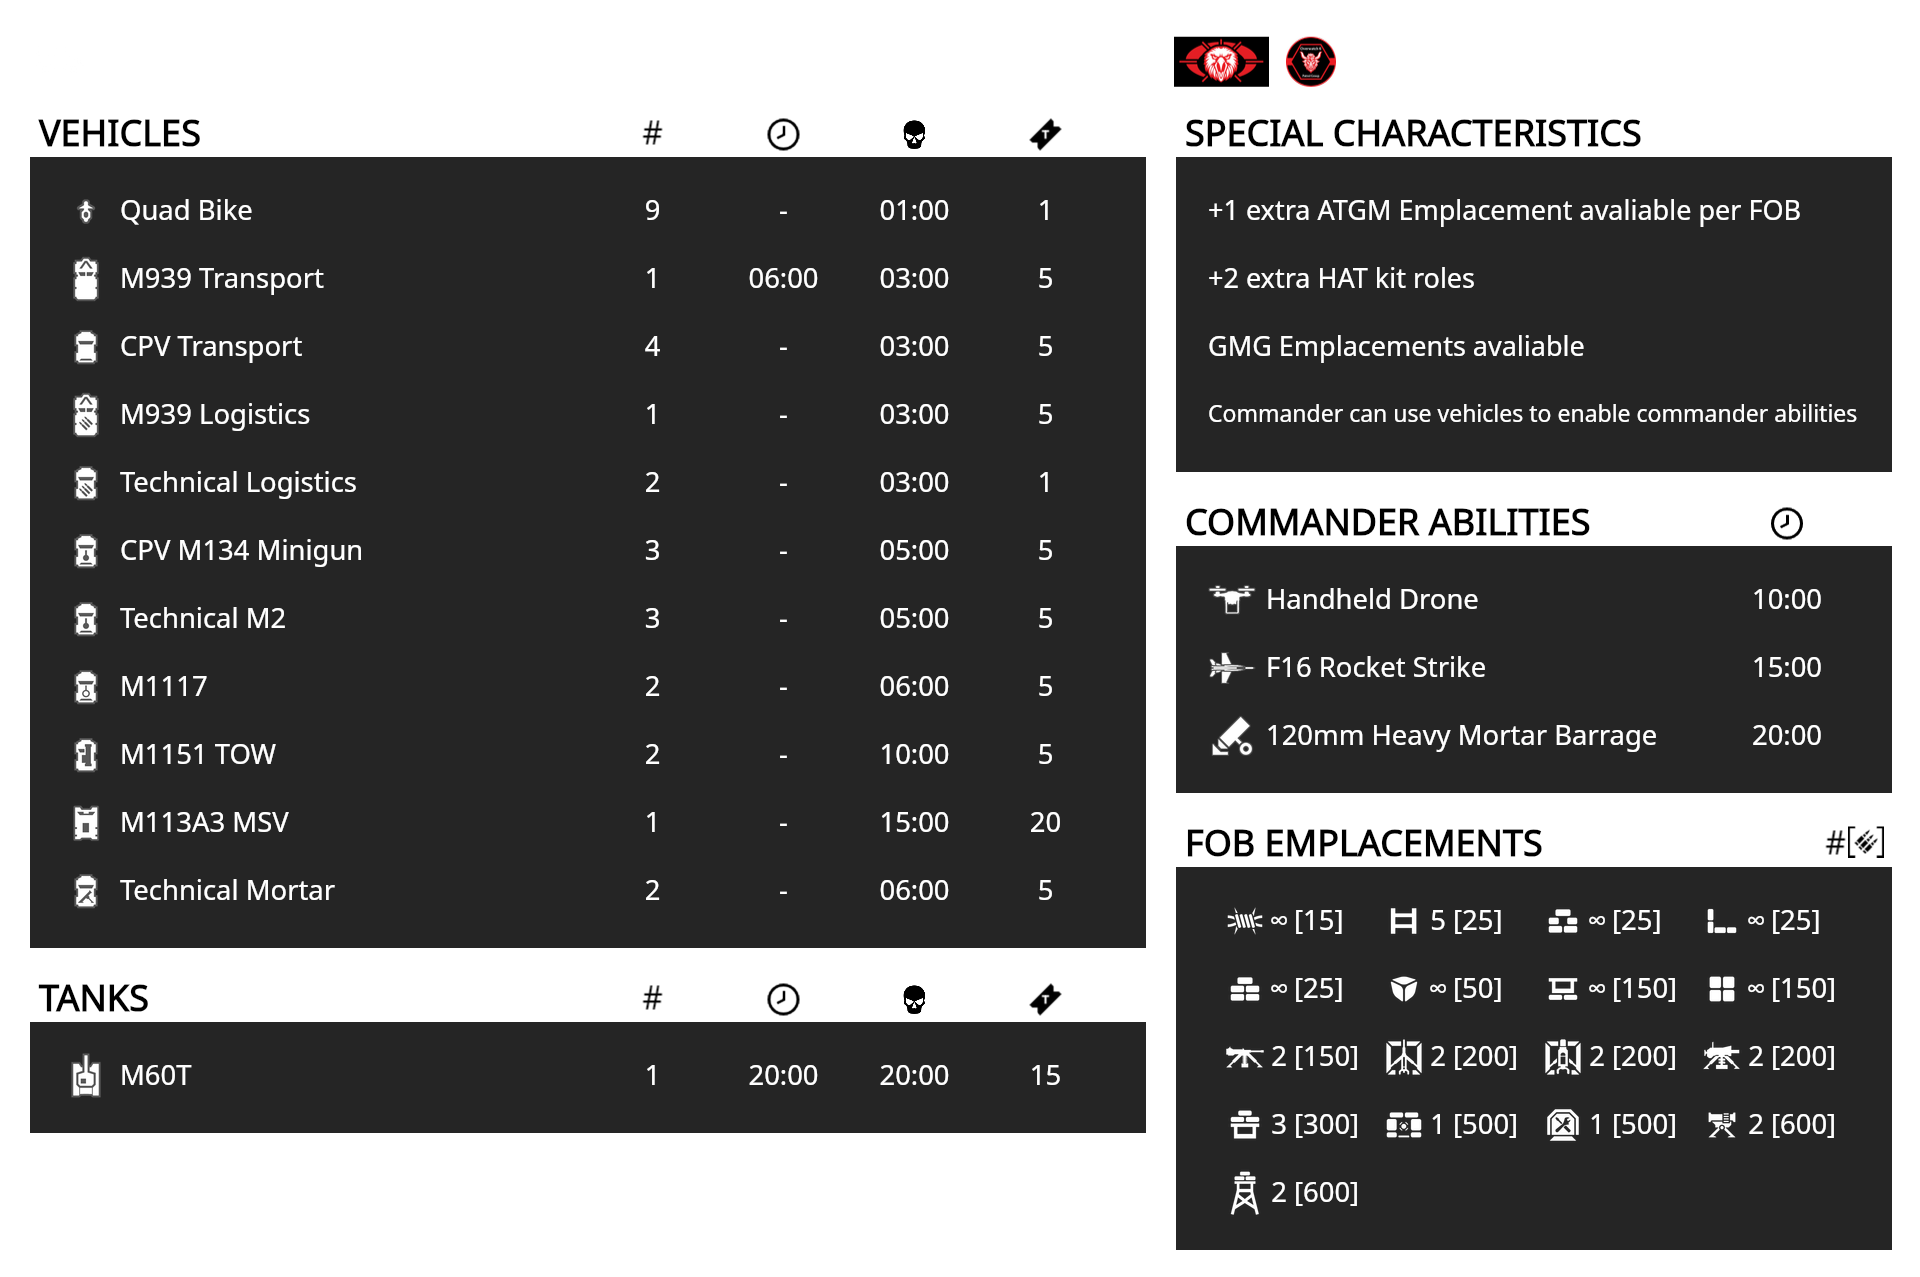 VEHICLES #
Quad Bike 9 - 01:00 1
M939 Transport 1 06:00 03:00 5
CPV Transport 4 - 03:00 5
M939 Logistics 1 - 03:00 5
Technical Logistics 2 - 03:00 1
CPV M134 Minigun 3 - 05:00 5
Technical M2 3 - 05:00 5
M1117 2 - 06:00 5
M1151 TOW 2 - 10:00 5
M113A3 MSV 1 - 15:00 20
Technical Mortar 2 - 06:00 5
TANKS #
M60T 1 20:00 20:00 15
SPECIAL CHARACTERISTICS
+1 extra ATGM Emplacement avaliable per FOB
+2 extra HAT kit roles
GMG Emplacements avaliable
Commander can use vehicles to enable commander abilities
COMMANDER ABILITIES
Handheld Drone 10:00
F16 Rocket Strike 15:00
120mm Heavy Mortar Barrage 20:00
FOB EMPLACEMENTS #[]
∞ [15] 5 [25] ∞ [25] ∞ [25]
∞ [25] ∞ [50] ∞ [150] ∞ [150]
2 [150] 2 [200] 2 [200] 2 [200]
3 [300] 1 [500] 1 [500] 2 [600]
2 [600]